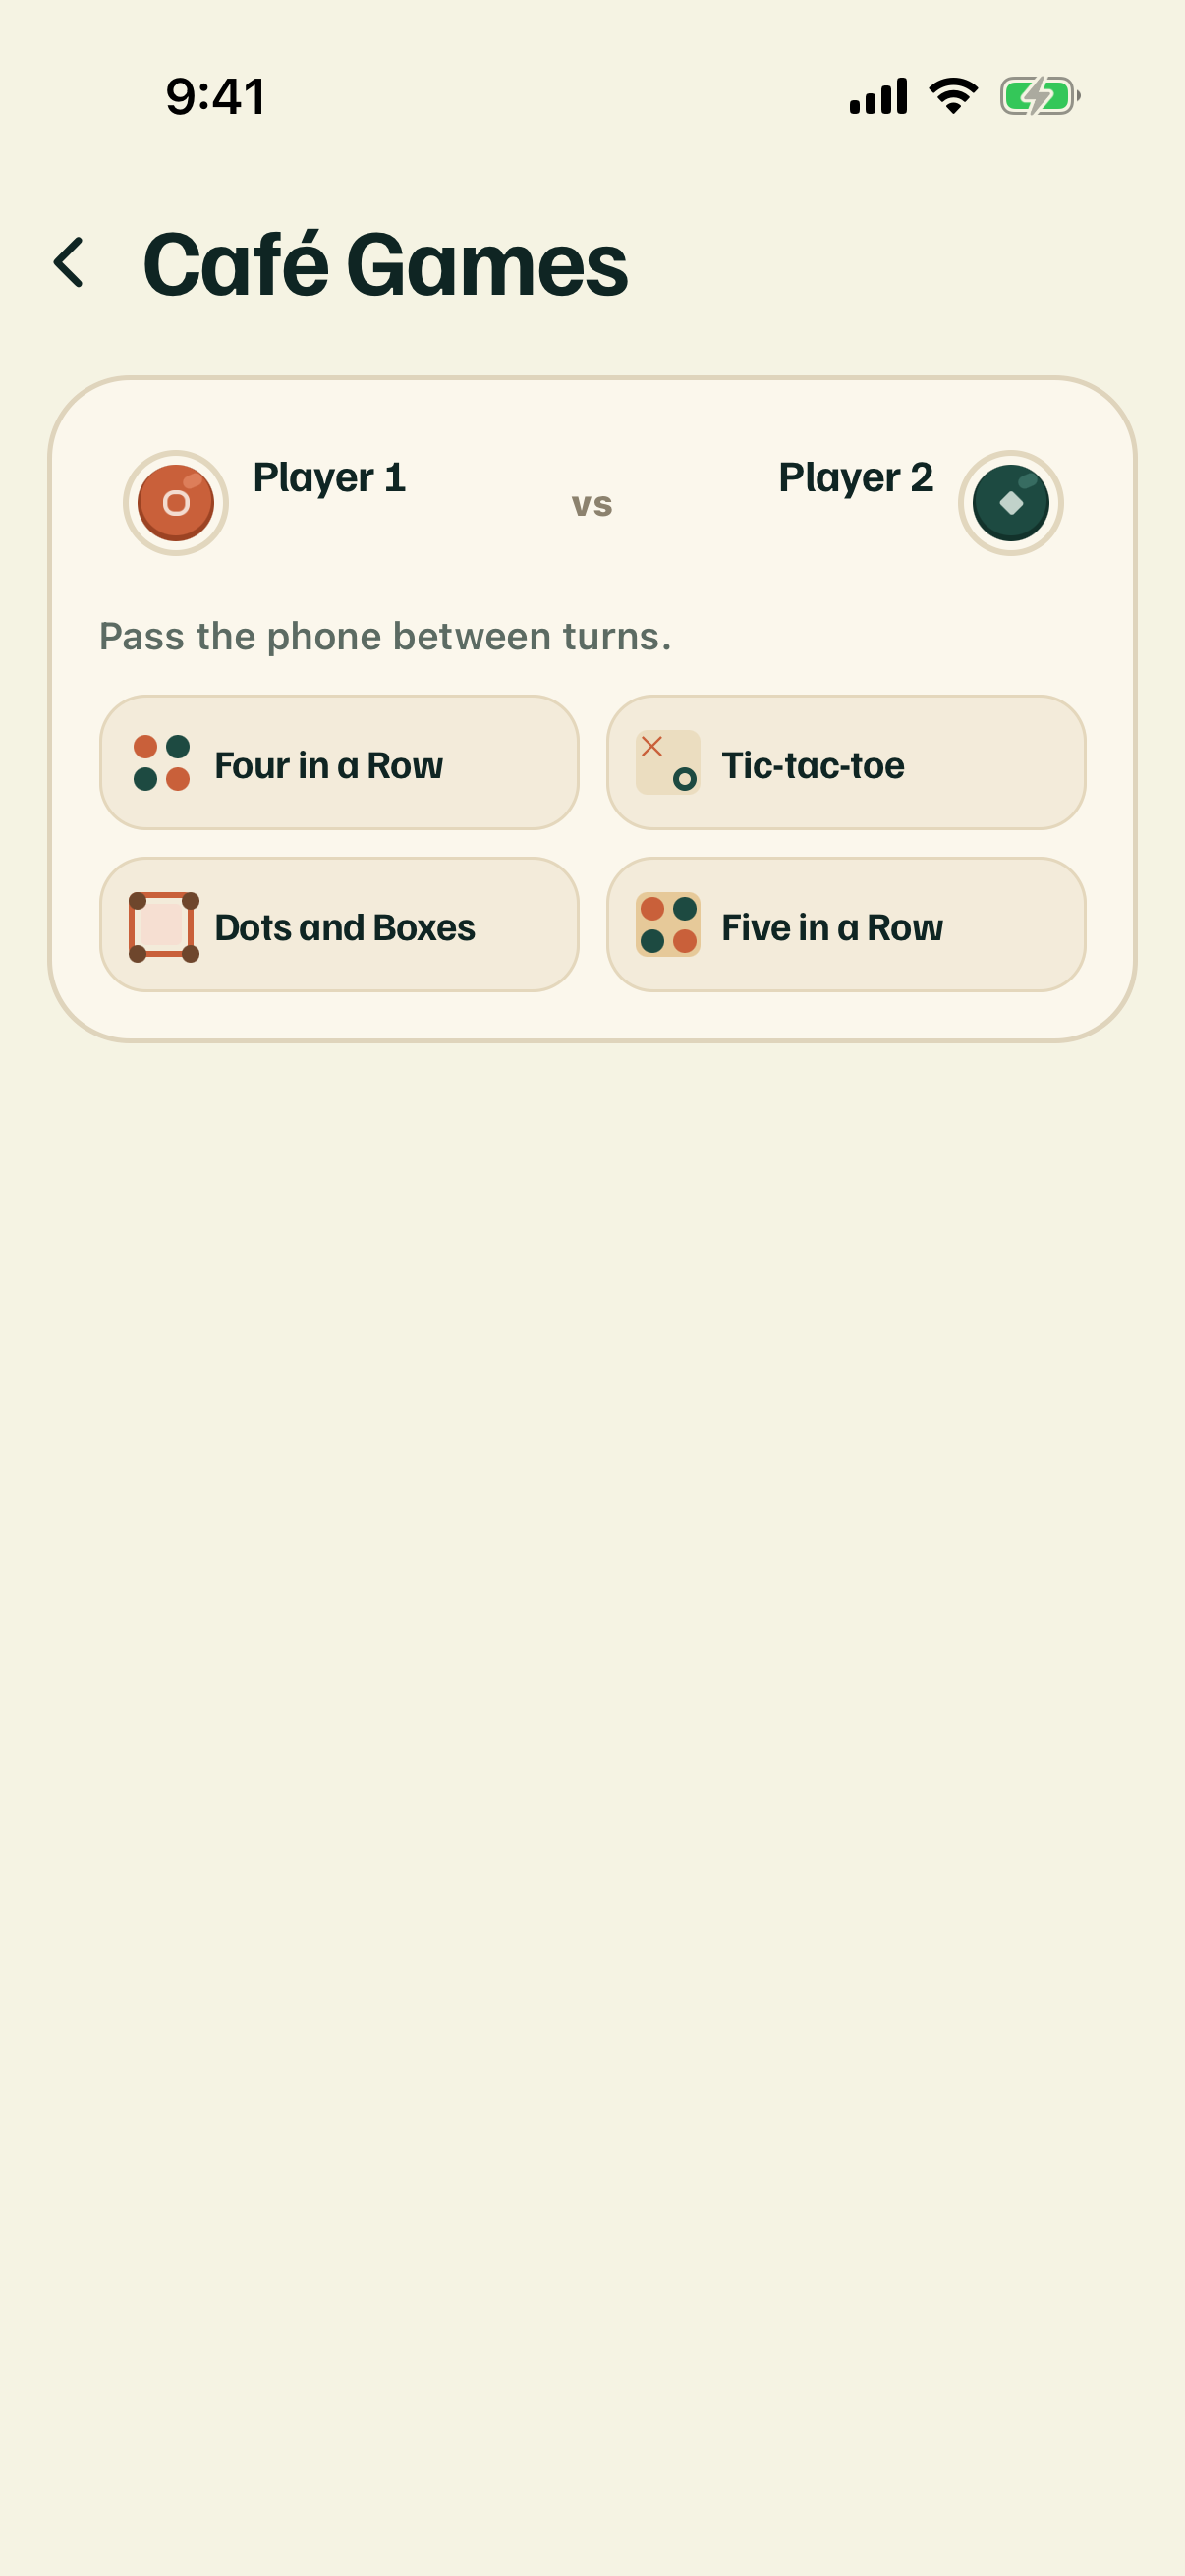 9:41
Café Games
Player 1
vs
Player 2
Pass the phone between turns.
Four in a Row
Tic-tac-toe
Dots and Boxes
Five in a Row